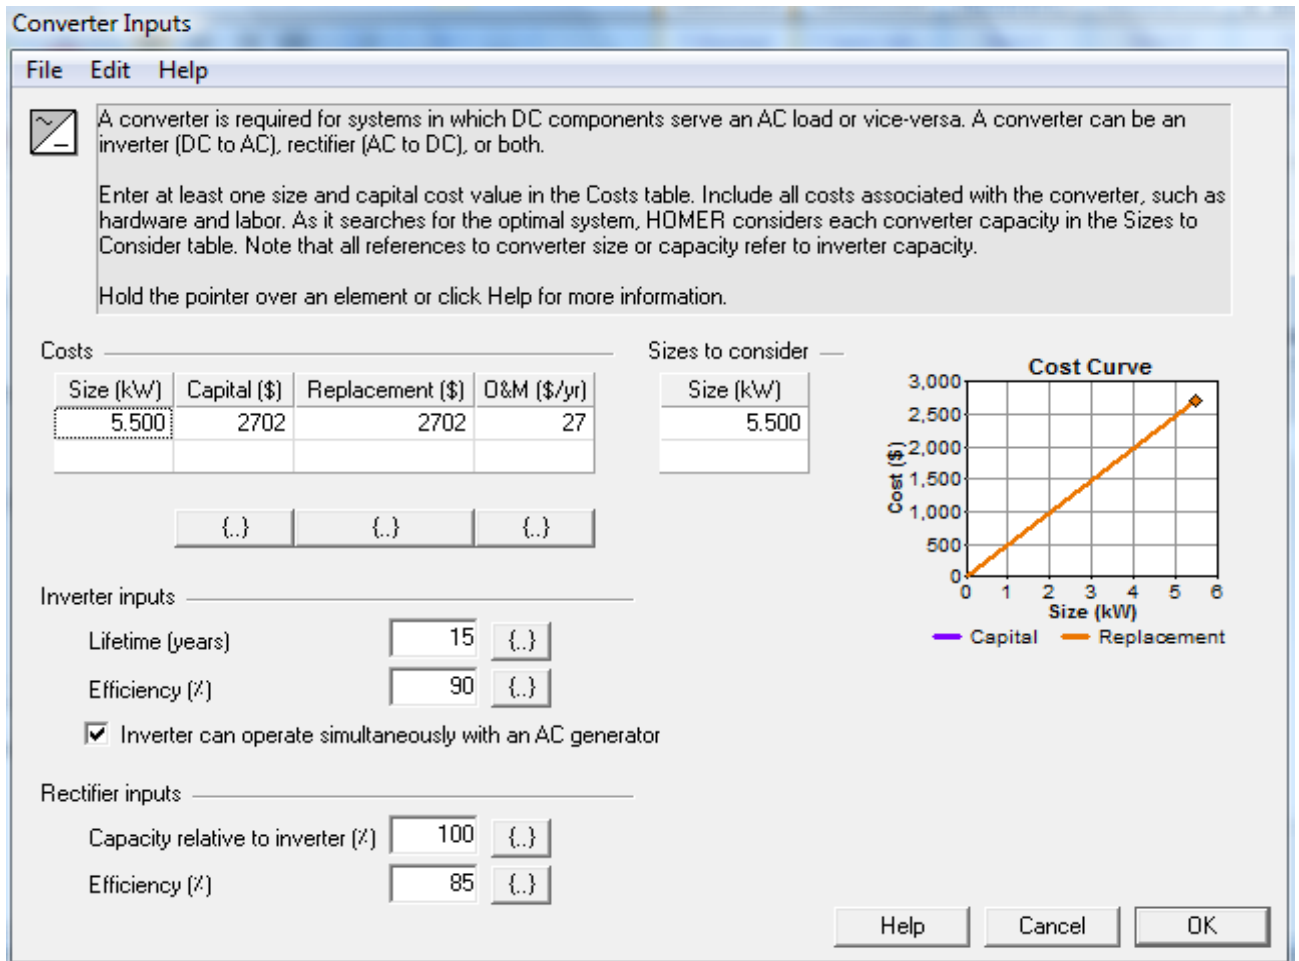 Converter Inputs
File Edit Help
A converter is required for systems in which DC components serve an AC load or vice-versa. A converter can be an
inverter (DC to AC), rectifier (AC to DC), or both.
Enter at least one size and capital cost value in the Costs table. Include all costs associated with the converter, such as
hardware and labor. As it searches for the optimal system, HOMER considers each converter capacity in the Sizes to
Consider table. Note that all references to converter size or capacity refer to inverter capacity.
Hold the pointer over an element or click Help for more information.
Costs
Size (kW) Capital ($) Replacement ($) O&M ($/yr)
5.500 2702 2702 27
{..} {..} {..}
Sizes to consider
Size (kW)
5.500
Cost Curve
3,000
2,500
2,000
1,500
1,000
500
0
Cost ($)
0 1 2 3 4 5 6
Size (kW)
Capital Replacement
Inverter inputs
Lifetime (years) 15 {..}
Efficiency (%) 90 {..}
Inverter can operate simultaneously with an AC generator
Rectifier inputs
Capacity relative to inverter (%) 100 {..}
Efficiency (%) 85 {..}
Help Cancel OK